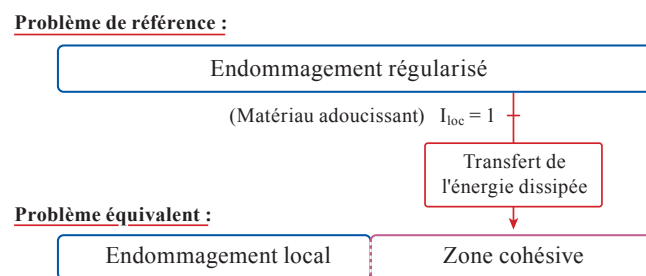 Problème de référence :
Endommagement régularisé
(Matériau adoucissant) I_loc = 1
Transfert de
l'énergie dissipée
Problème équivalent :
Endommagement local
Zone cohésive